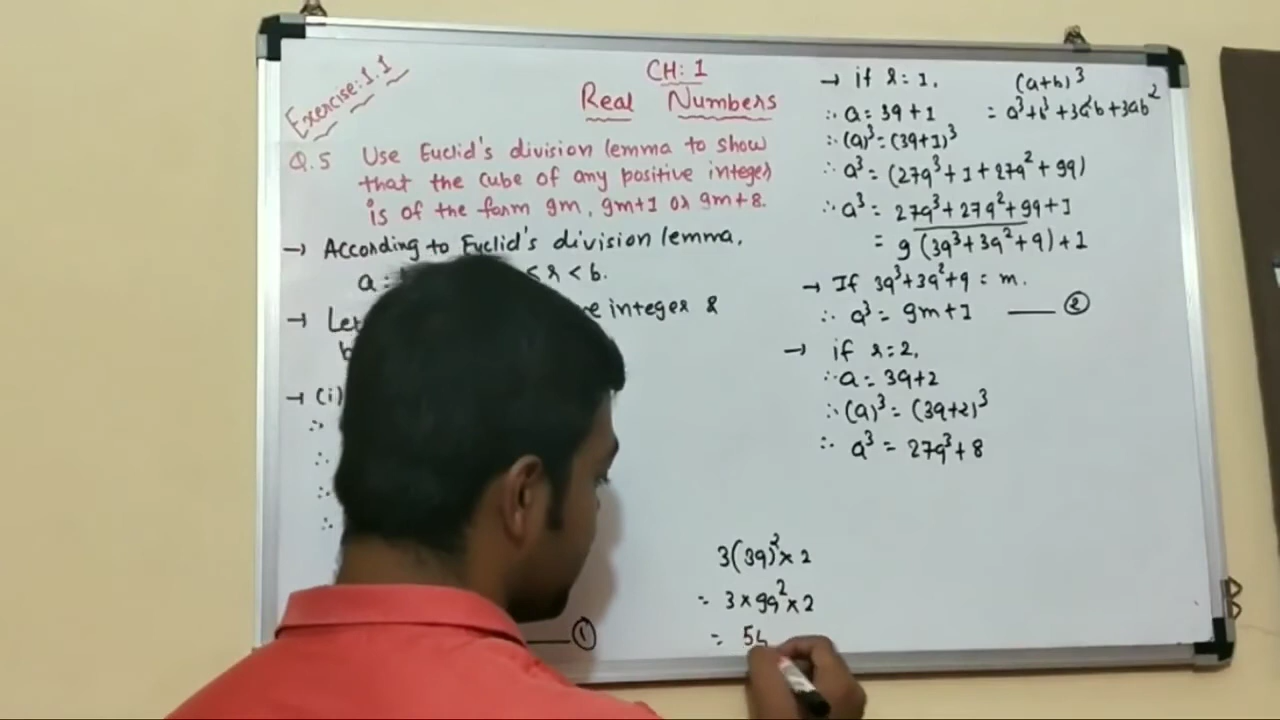 Exercise: 1.1
CH: 1
Real Numbers
Q.5 Use Euclid's division lemma to show
that the cube of any positive integer
is of the form 9m, 9m+1 or 9m+8.
→ According to Euclid's division lemma,
a = < r < b.
→ Let integer &
b
→ (i)
∴
∴
∴
∴
①
→ if r = 1.
∴ a = 3q + 1
∴ (a)³ = (3q+1)³
(a+b)³
= a³+b³+3a²b+3ab²
∴ a³ = (27q³+1+27q²+9q)
∴ a³ = 27q³+27q²+9q+1
= 9(3q³+3q²+q)+1
→ If 3q³+3q²+q = m.
∴ a³ = 9m+1 —— ②
→ if r = 2,
∴ a = 3q+2
∴ (a)³ = (3q+2)³
∴ a³ = 27q³+8
3(3q)²×2
= 3×9q²×2
= 54